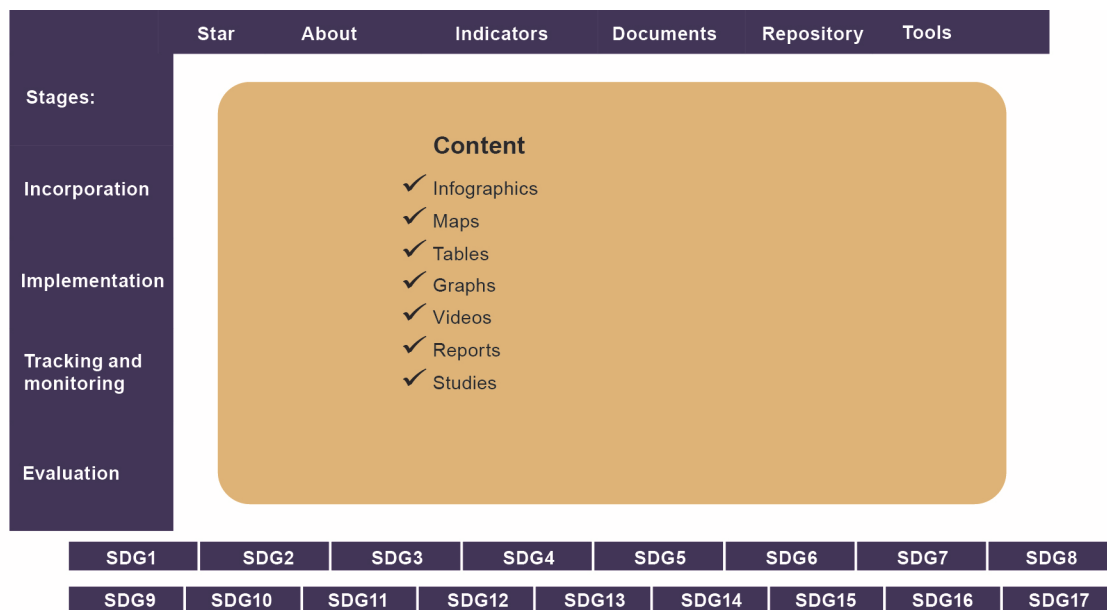 Star About Indicators Documents Repository Tools
Stages:
Incorporation
Implementation
Tracking and
monitoring
Evaluation
Content
Infographics
Maps
Tables
Graphs
Videos
Reports
Studies
SDG1 SDG2 SDG3 SDG4 SDG5 SDG6 SDG7 SDG8
SDG9 SDG10 SDG11 SDG12 SDG13 SDG14 SDG15 SDG16 SDG17